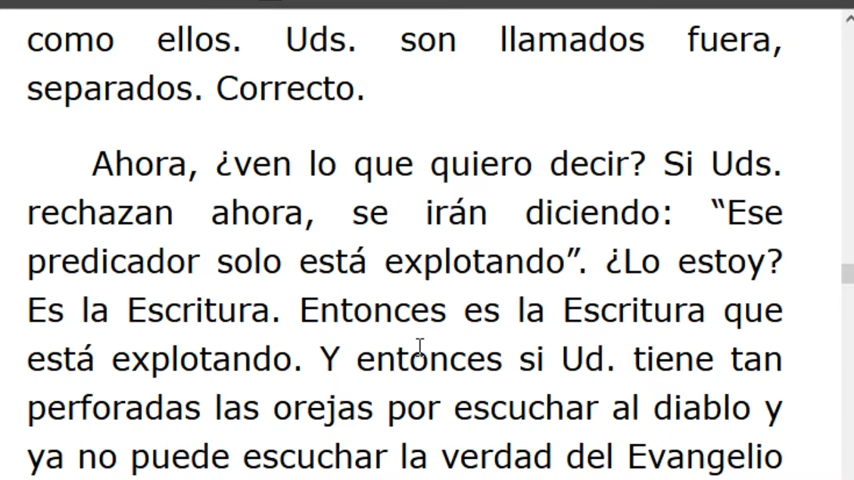 como ellos. Uds. son llamados fuera,
separados. Correcto.
Ahora, ¿ven lo que quiero decir? Si Uds.
rechazan ahora, se irán diciendo: “Ese
predicador solo está explotando”. ¿Lo estoy?
Es la Escritura. Entonces es la Escritura que
está explotando. Y entonces si Ud. tiene tan
perforadas las orejas por escuchar al diablo y
ya no puede escuchar la verdad del Evangelio